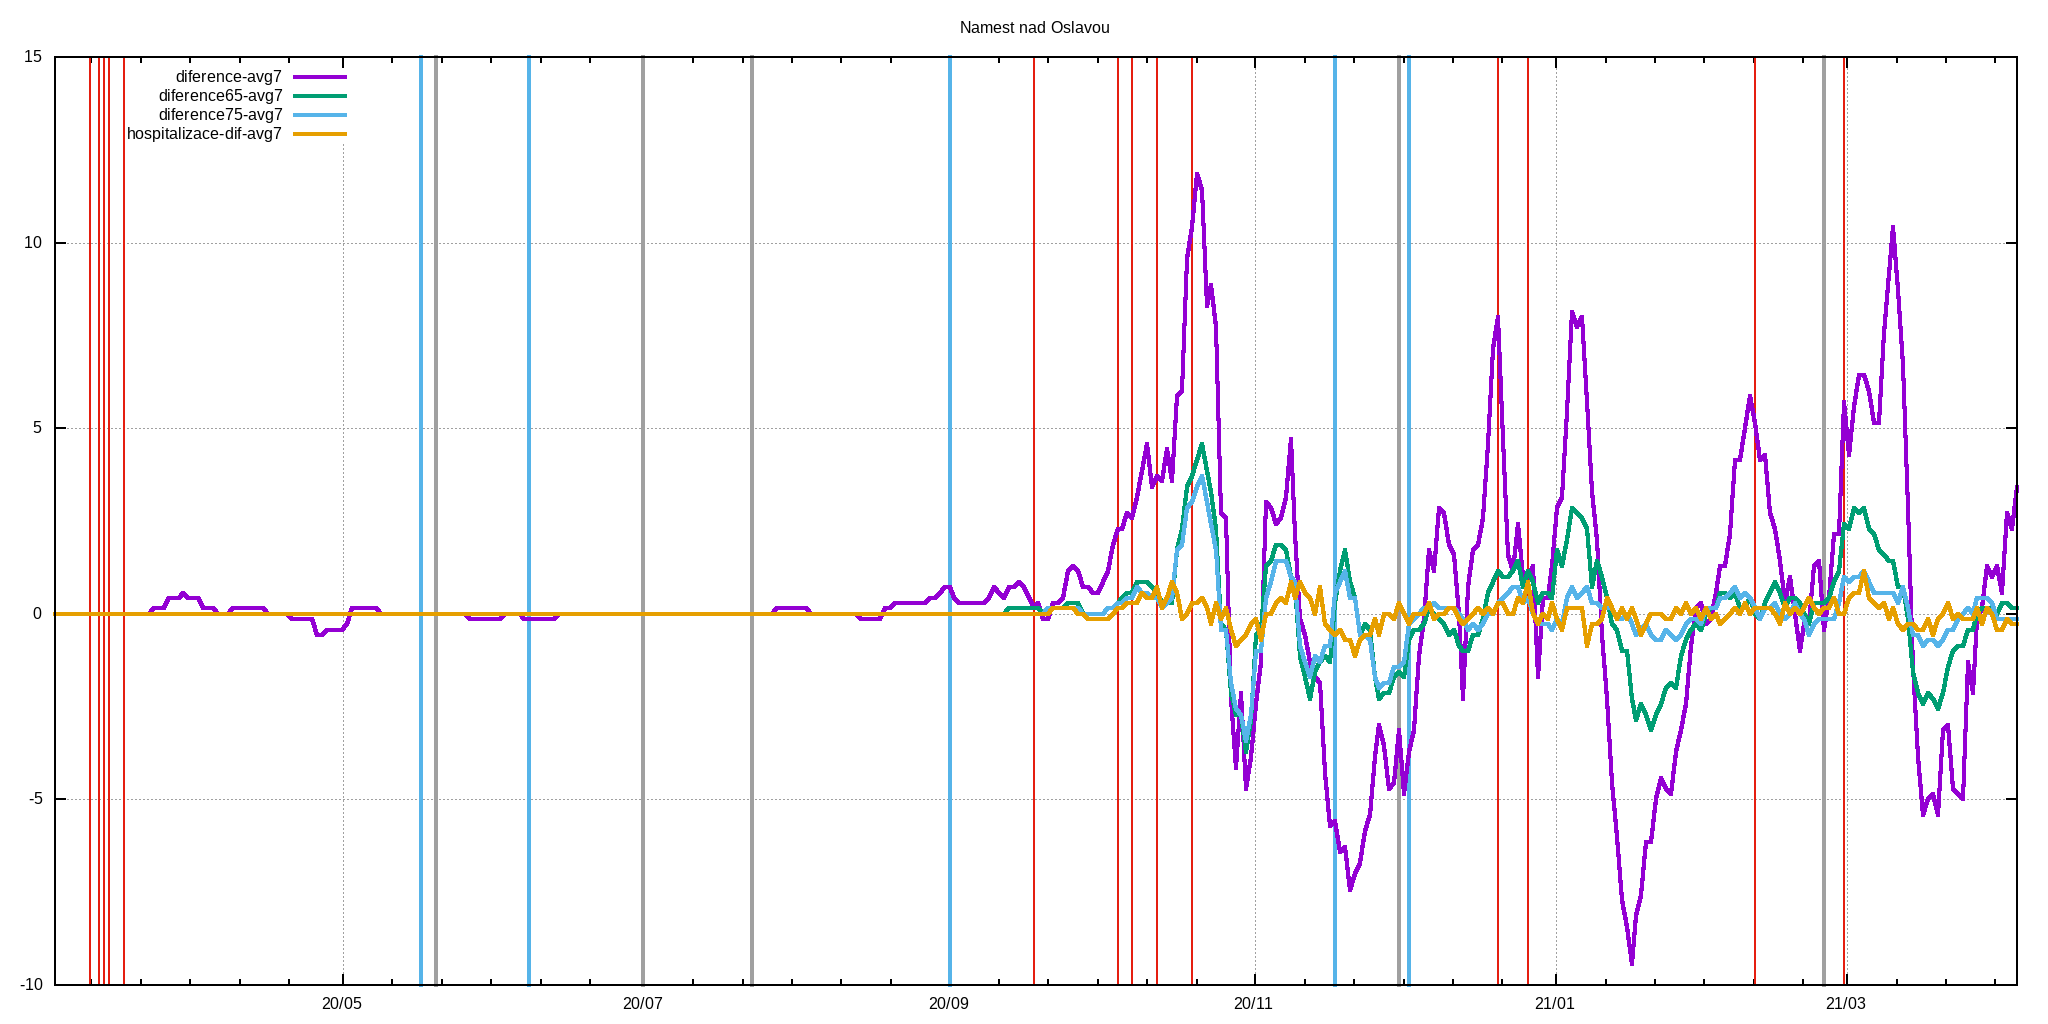 Namest nad Oslavou
15
10
5
0
-5
-10
diference-avg7
diference65-avg7
diference75-avg7
hospitalizace-dif-avg7
20/05
20/07
20/09
20/11
21/01
21/03